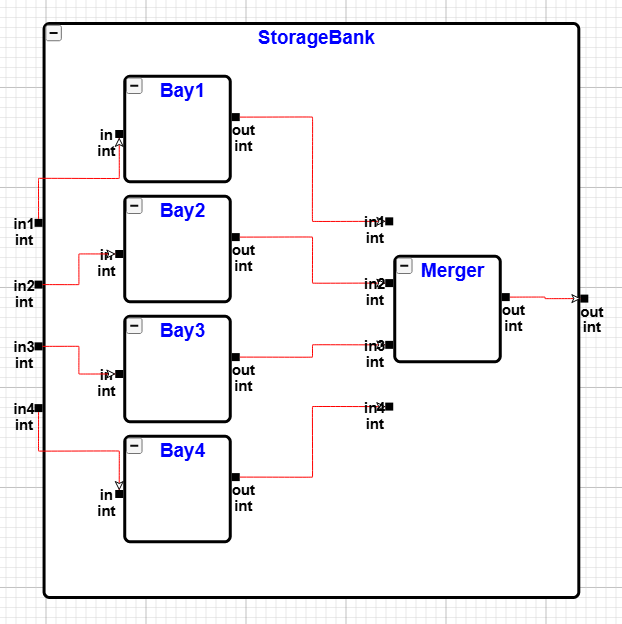 StorageBank
Bay1
in
int
out
int
in1
int
Bay2
in
int
out
int
in2
int
Bay3
in
int
out
int
in3
int
Bay4
in
int
out
int
in4
int
in1
int
in2
int
in3
int
in4
int
Merger
out
int
out
int